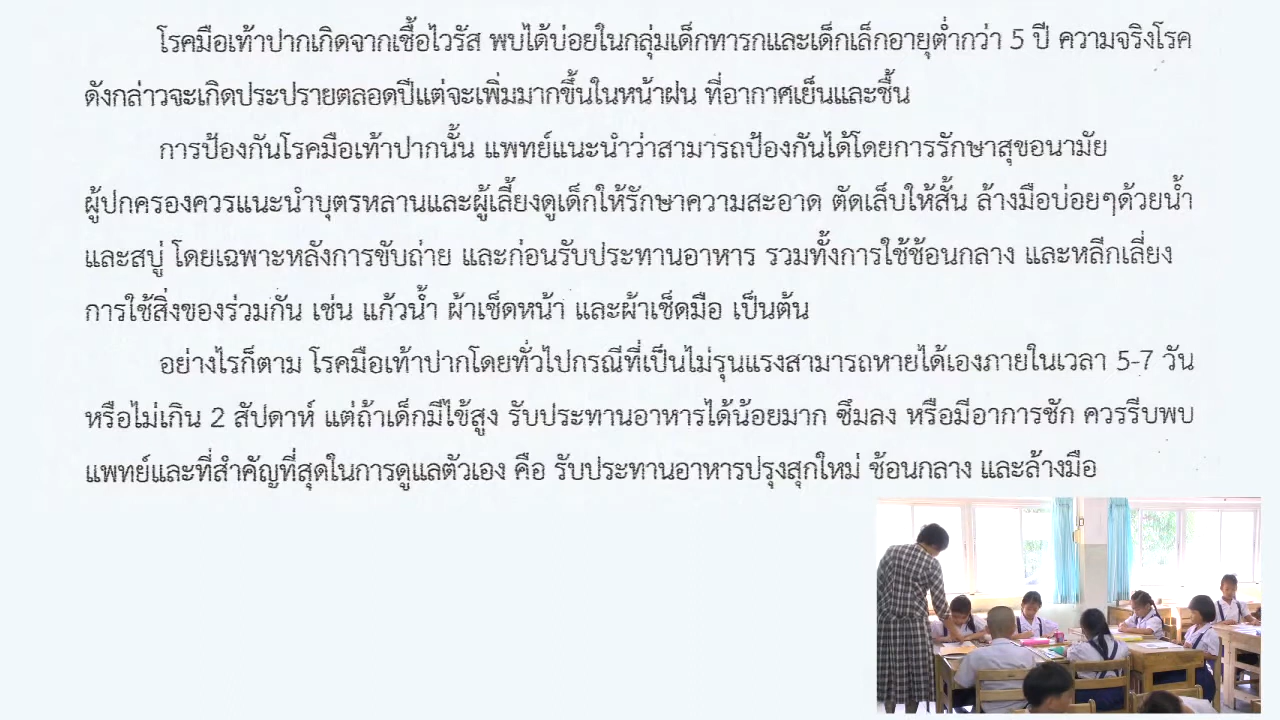 โรคมือเท้าปากเกิดจากเชื้อไวรัส พบได้บ่อยในกลุ่มเด็กทารกและเด็กเล็กอายุต่ำกว่า 5 ปี ความจริงโรค
ดังกล่าวจะเกิดประปรายตลอดปีแต่จะเพิ่มมากขึ้นในหน้าฝน ที่อากาศเย็นและชื้น
การป้องกันโรคมือเท้าปากนั้น แพทย์แนะนำว่าสามารถป้องกันได้โดยการรักษาสุขอนามัย
ผู้ปกครองควรแนะนำบุตรหลานและผู้เลี้ยงดูเด็กให้รักษาความสะอาด ตัดเล็บให้สั้น ล้างมือบ่อยๆด้วยน้ำ
และสบู่ โดยเฉพาะหลังการขับถ่าย และก่อนรับประทานอาหาร รวมทั้งการใช้ช้อนกลาง และหลีกเลี่ยง
การใช้สิ่งของร่วมกัน เช่น แก้วน้ำ ผ้าเช็ดหน้า และผ้าเช็ดมือ เป็นต้น
อย่างไรก็ตาม โรคมือเท้าปากโดยทั่วไปกรณีที่เป็นไม่รุนแรงสามารถหายได้เองภายในเวลา 5-7 วัน
หรือไม่เกิน 2 สัปดาห์ แต่ถ้าเด็กมีไข้สูง รับประทานอาหารได้น้อยมาก ซึมลง หรือมีอาการชัก ควรรีบพบ
แพทย์และที่สำคัญที่สุดในการดูแลตัวเอง คือ รับประทานอาหารปรุงสุกใหม่ ช้อนกลาง และล้างมือ